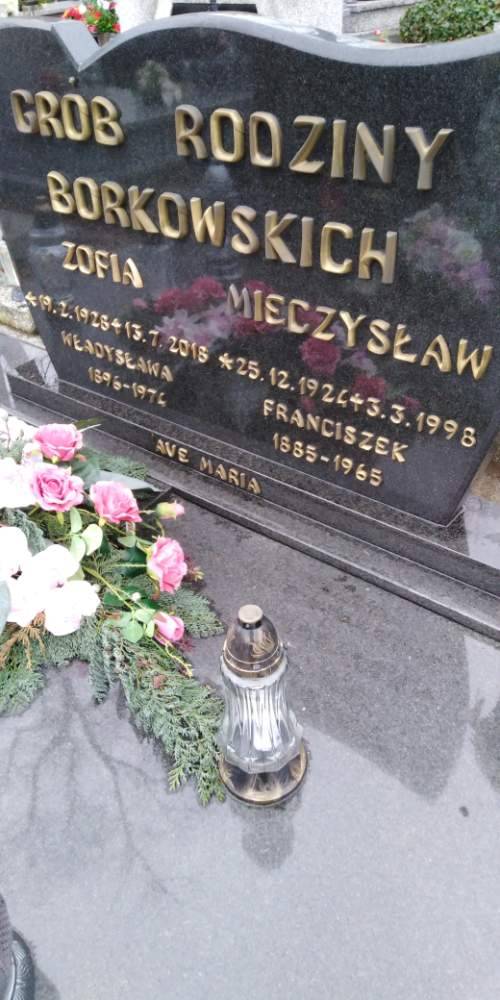 GROB RODZINY
BORKOWSKICH
ZOFIA
*19.2.1928+13.7.2018
WŁADYSŁAWA
1896-1974
MIECZYSŁAW
*25.12.1924+3.3.1998
FRANCISZEK
1885-1965
AVE MARIA